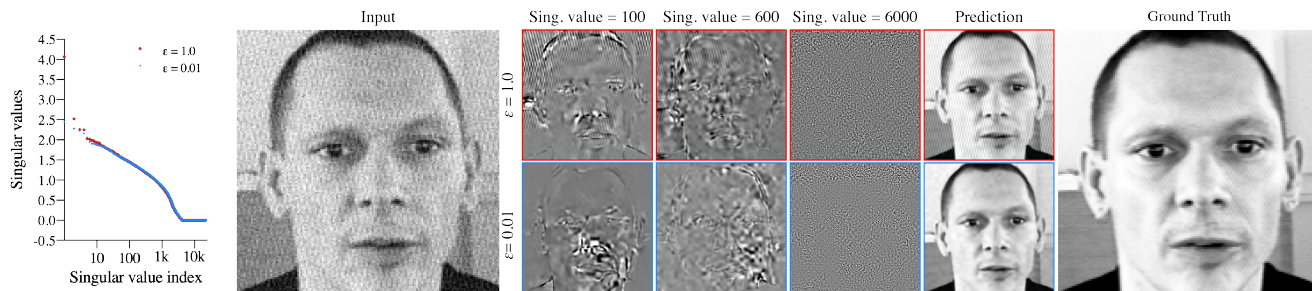 Input
Sing. value = 100
Sing. value = 600
Sing. value = 6000
Prediction
Ground Truth
4.5
4.0
3.5
3.0
2.5
2.0
1.5
1.0
0.5
0.0
-0.5
ε = 1.0
ε = 0.01
Singular values
10
100
1k
10k
Singular value index
ε = 1.0
ε= 0.01